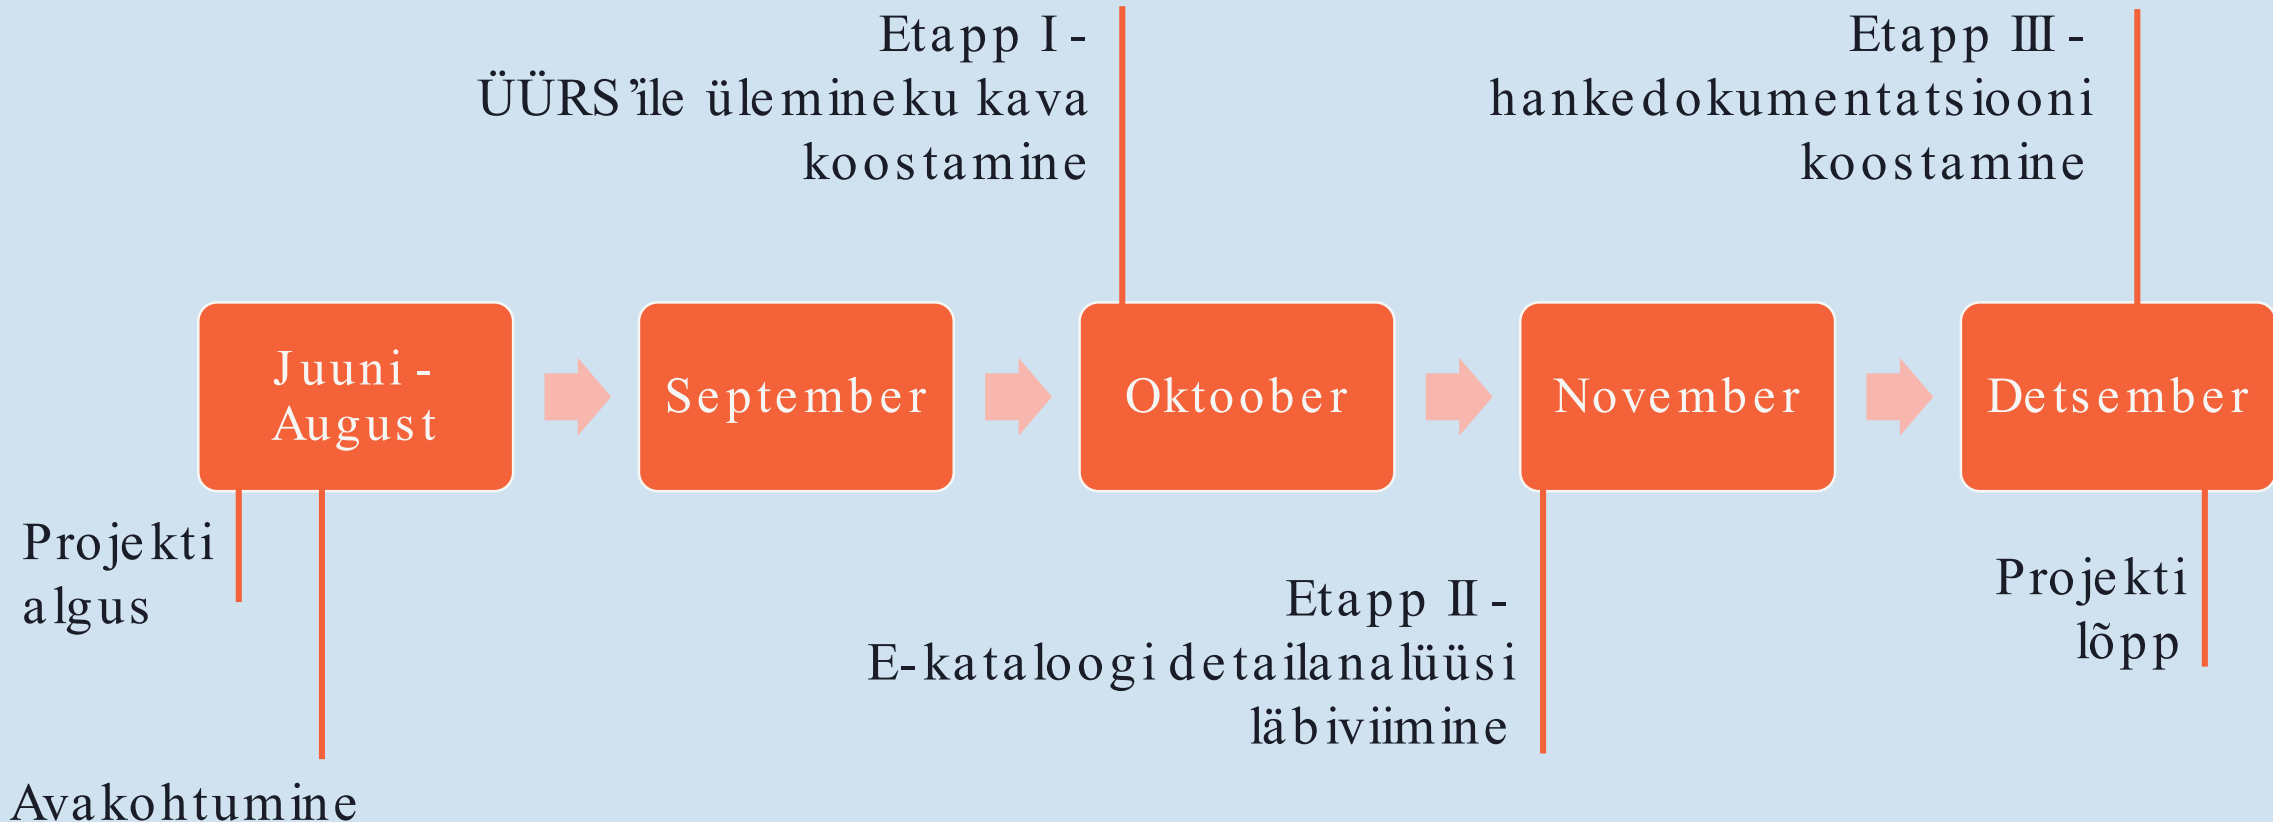 Etapp I -
ÜÜRS’ile ülemineku kava
koostamine
Etapp III -
hankedokumentatsiooni
koostamine
Juuni -
August
September
Oktoober
November
Detsember
Projekti
algus
Avakohtumine
Etapp II -
E-kataloogi detailanalüüsi
läbiviimine
Projekti
lõpp